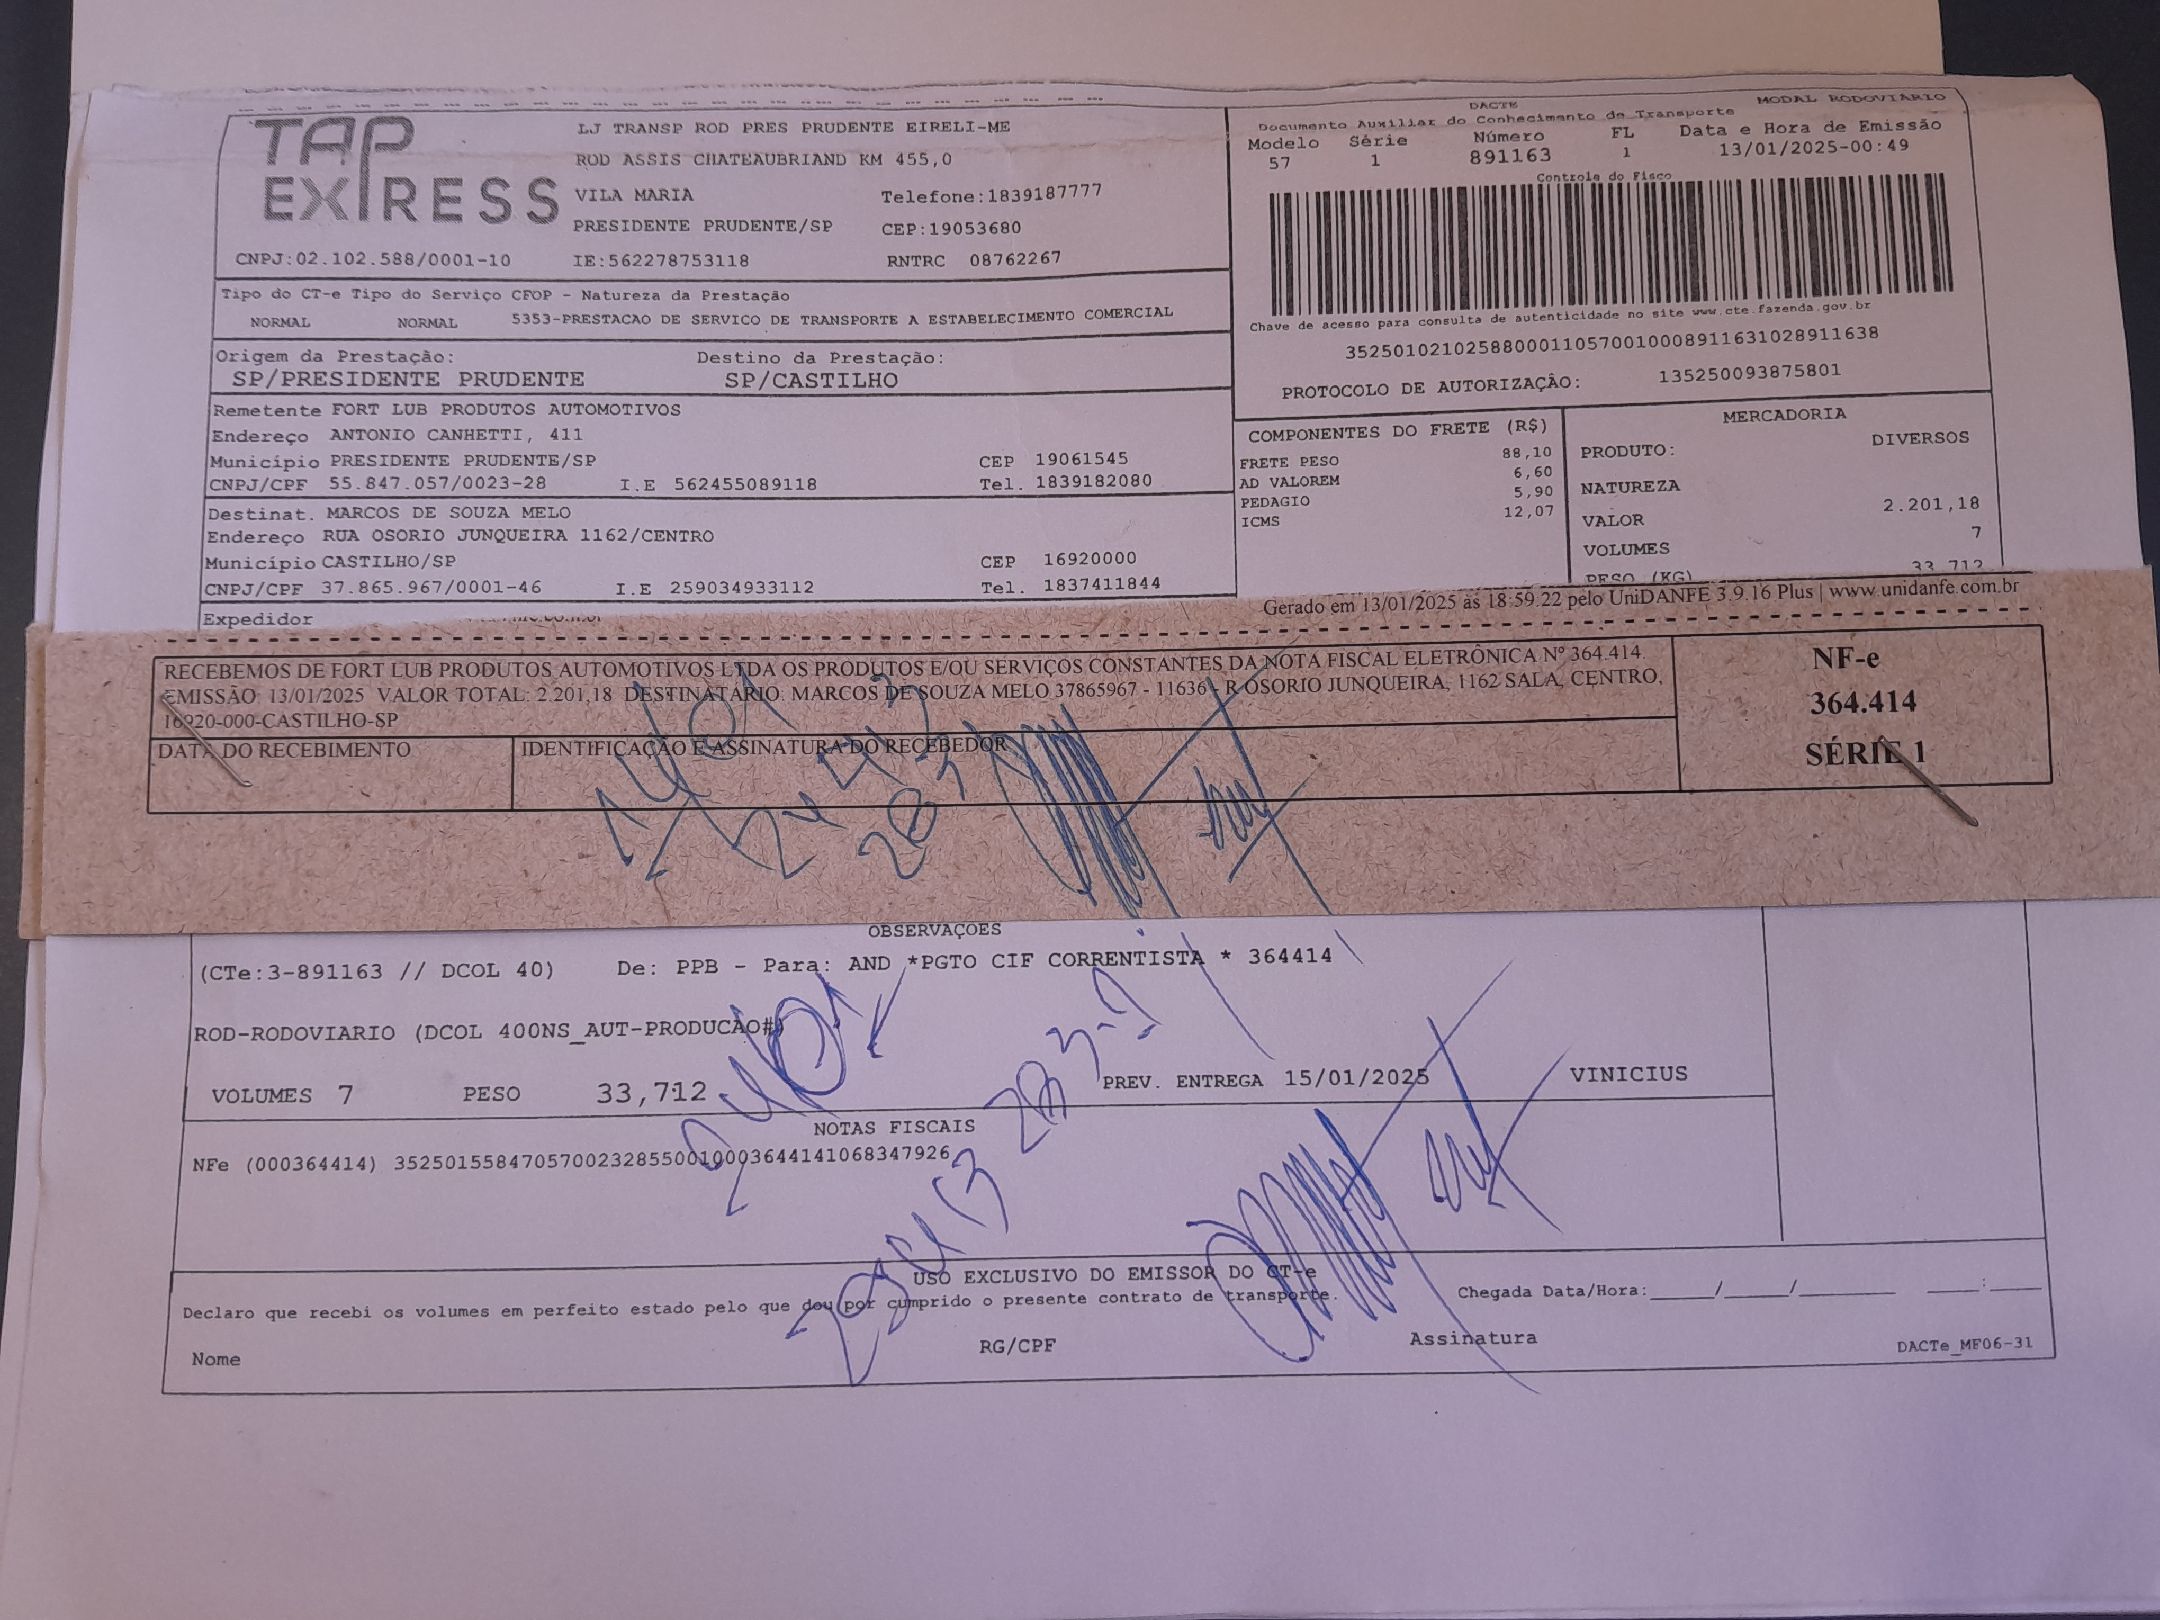 TAP EXPRESS
LJ TRANSP ROD PRES PRUDENTE EIRELI-ME
ROD ASSIS CHATEAUBRIAND KM 455,0
VILA MARIA Telefone:1839187777
PRESIDENTE PRUDENTE/SP CEP:19053680
CNPJ:02.102.588/0001-10 IE:562278753118 RNTRC 08762267
DACTE MODAL RODOVIÁRIO
Documento Auxiliar do Conhecimento de Transporte
Modelo Série Número FL Data e Hora de Emissão
57 1 891163 1 13/01/2025-00:49
Controle do Fisco
Chave de acesso para consulta de autenticidade no site www.cte.fazenda.gov.br
35250102102588000110570010008911631028911638
PROTOCOLO DE AUTORIZAÇÃO: 135250093875801
Tipo do CT-e Tipo do Serviço CFOP - Natureza da Prestação
NORMAL NORMAL 5353-PRESTACAO DE SERVICO DE TRANSPORTE A ESTABELECIMENTO COMERCIAL
Origem da Prestação: Destino da Prestação:
SP/PRESIDENTE PRUDENTE SP/CASTILHO
Remetente FORT LUB PRODUTOS AUTOMOTIVOS
Endereço ANTONIO CANHETTI, 411
Município PRESIDENTE PRUDENTE/SP CEP 19061545
CNPJ/CPF 55.847.057/0023-28 I.E 562455089118 Tel. 1839182080
Destinat. MARCOS DE SOUZA MELO
Endereço RUA OSORIO JUNQUEIRA 1162/CENTRO
Município CASTILHO/SP CEP 16920000
CNPJ/CPF 37.865.967/0001-46 I.E 259034933112 Tel. 1837411844
Expedidor
COMPONENTES DO FRETE (R$)
FRETE PESO 88,10
AD VALOREM 6,60
PEDAGIO 5,90
ICMS 12,07
MERCADORIA
PRODUTO: DIVERSOS
NATUREZA
VALOR 2.201,18
VOLUMES 7
PESO (KG) 33,712
Gerado em 13/01/2025 às 18:59:22 pelo UniDANFE 3.9.16 Plus | www.unidanfe.com.br
RECEBEMOS DE FORT LUB PRODUTOS AUTOMOTIVOS LTDA OS PRODUTOS E/OU SERVIÇOS CONSTANTES DA NOTA FISCAL ELETRÔNICA Nº 364.414.
EMISSÃO: 13/01/2025 VALOR TOTAL: 2.201,18 DESTINATÁRIO: MARCOS DE SOUZA MELO 37865967 - 11636 - R OSORIO JUNQUEIRA, 1162 SALA, CENTRO,
16920-000-CASTILHO-SP
DATA DO RECEBIMENTO IDENTIFICAÇÃO E ASSINATURA DO RECEBEDOR
NF-e
364.414
SÉRIE 1
OBSERVAÇOES
(CTe:3-891163 // DCOL 40) De: PPB - Para: AND *PGTO CIF CORRENTISTA * 364414
ROD-RODOVIARIO (DCOL 400NS_AUT-PRODUCAO#)
VOLUMES 7 PESO 33,712 PREV. ENTREGA 15/01/2025 VINICIUS
NOTAS FISCAIS
NFe (000364414) 35250155847057002328550010003644141068347926
USO EXCLUSIVO DO EMISSOR DO CT-e
Declaro que recebi os volumes em perfeito estado pelo que dou por cumprido o presente contrato de transporte. Chegada Data/Hora:_____/_____/________ ____:____
Nome RG/CPF Assinatura DACTe_MF06-31